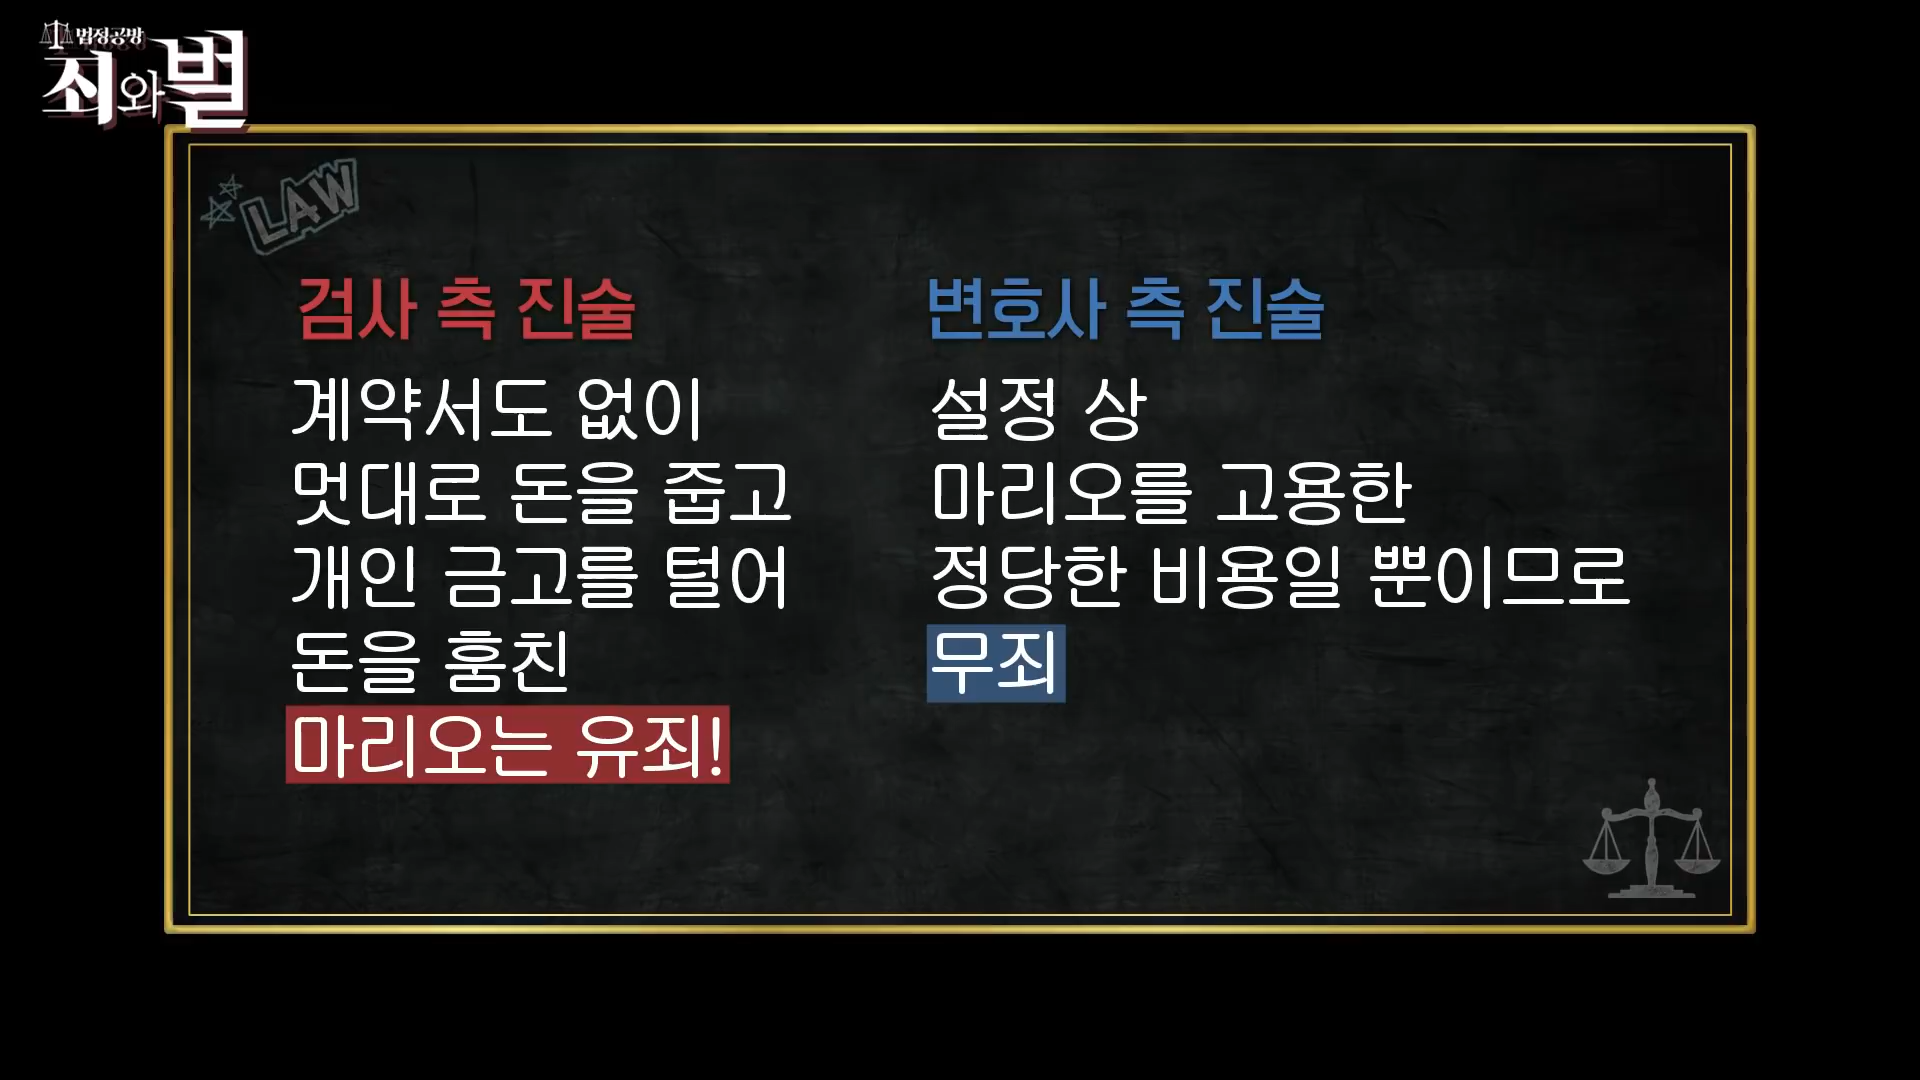 법정공방
죄와 벌
LAW
검사 측 진술
계약서도 없이
멋대로 돈을 줍고
개인 금고를 털어
돈을 훔친
마리오는 유죄!
변호사 측 진술
설정 상
마리오를 고용한
정당한 비용일 뿐이므로
무죄